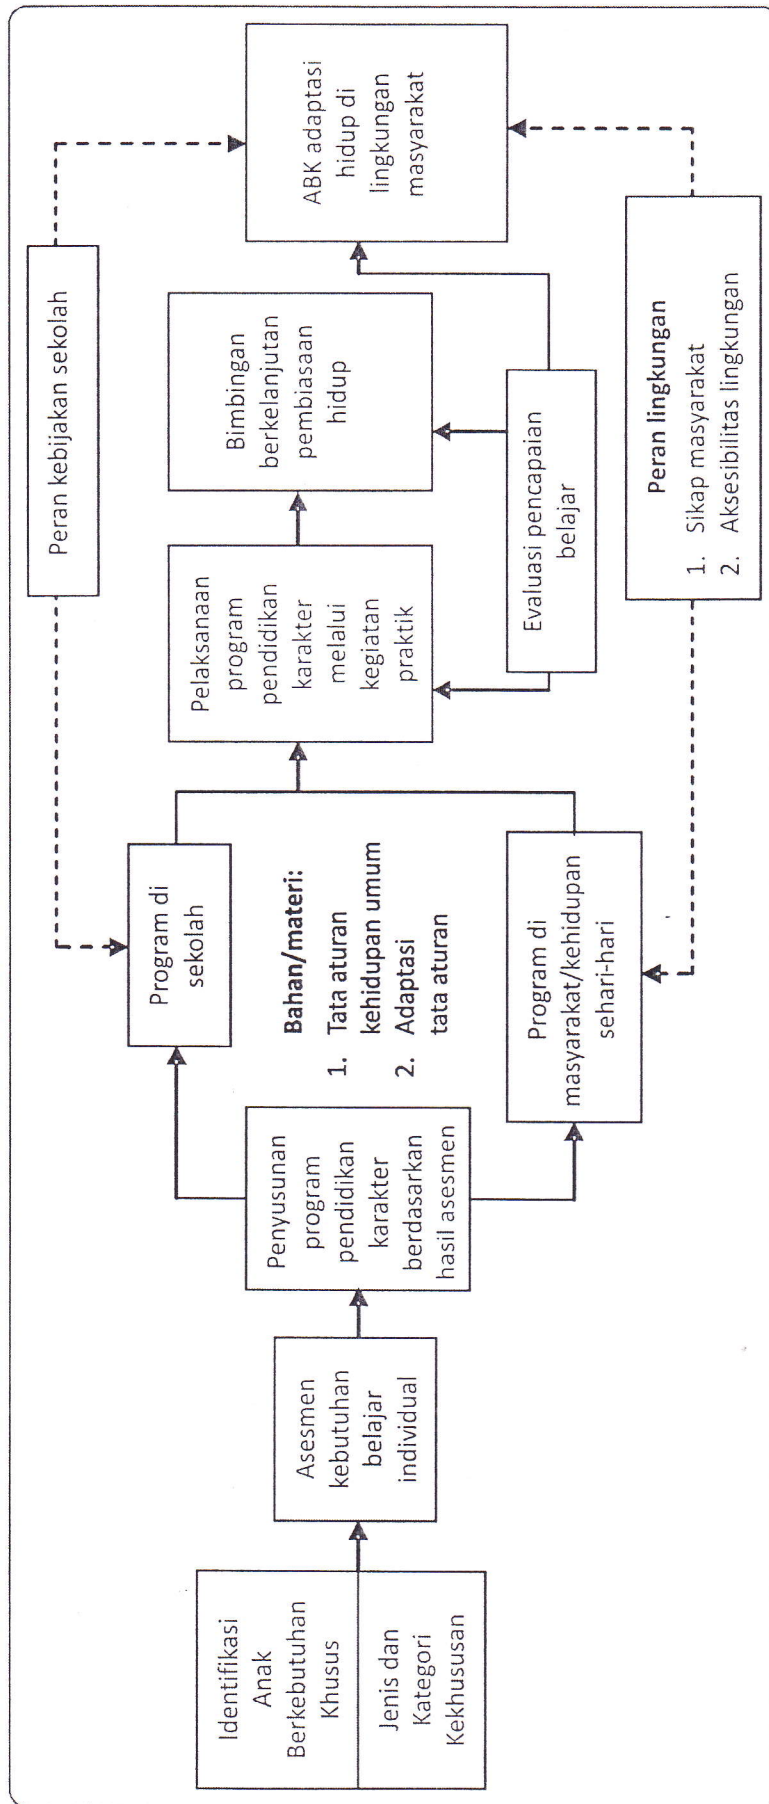 Identifikasi
Anak
Berkebutuhan
Khusus
Jenis dan
Kategori
Kekhususan
Asesmen
kebutuhan
belajar
individual
Penyusunan
program
pendidikan
karakter
berdasarkan
hasil asesmen
Program di
sekolah
Bahan/materi:
1. Tata aturan
kehidupan umum
2. Adaptasi
tata aturan
Program di
masyarakat/kehidupan
sehari-hari
Peran kebijakan sekolah
Pelaksanaan
program
pendidikan
karakter
melalui
kegiatan
praktik
Bimbingan
berkelanjutan
pembiasaan
hidup
Evaluasi pencapaian
belajar
ABK adaptasi
hidup di
lingkungan
masyarakat
Peran lingkungan
1. Sikap masyarakat
2. Aksesibilitas lingkungan